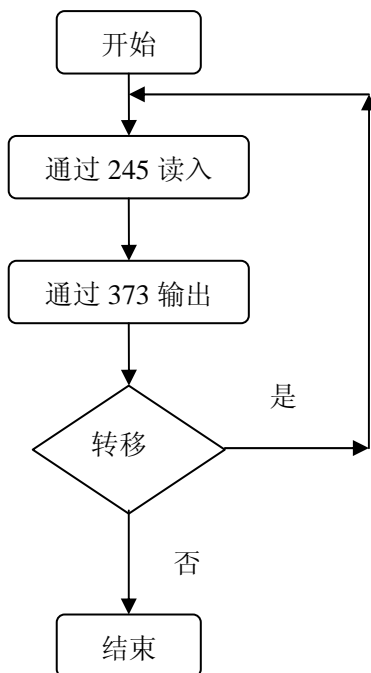 开始
通过 245 读入
通过 373 输出
是
转移
否
结束